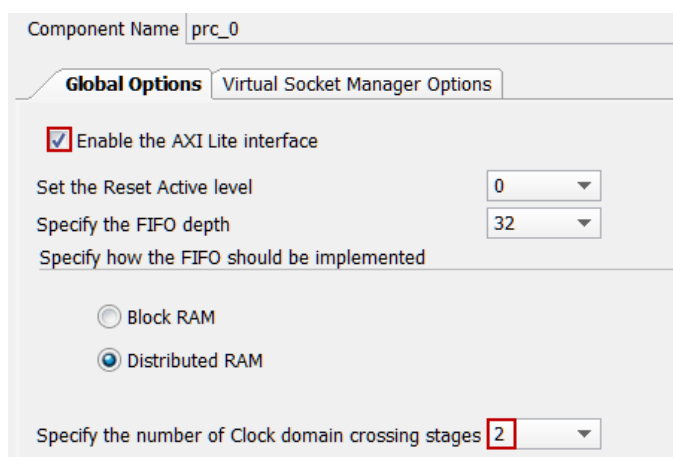 Component Name prc_0
Global Options Virtual Socket Manager Options
Enable the AXI Lite interface
Set the Reset Active level 0
Specify the FIFO depth 32
Specify how the FIFO should be implemented
Block RAM
Distributed RAM
Specify the number of Clock domain crossing stages 2